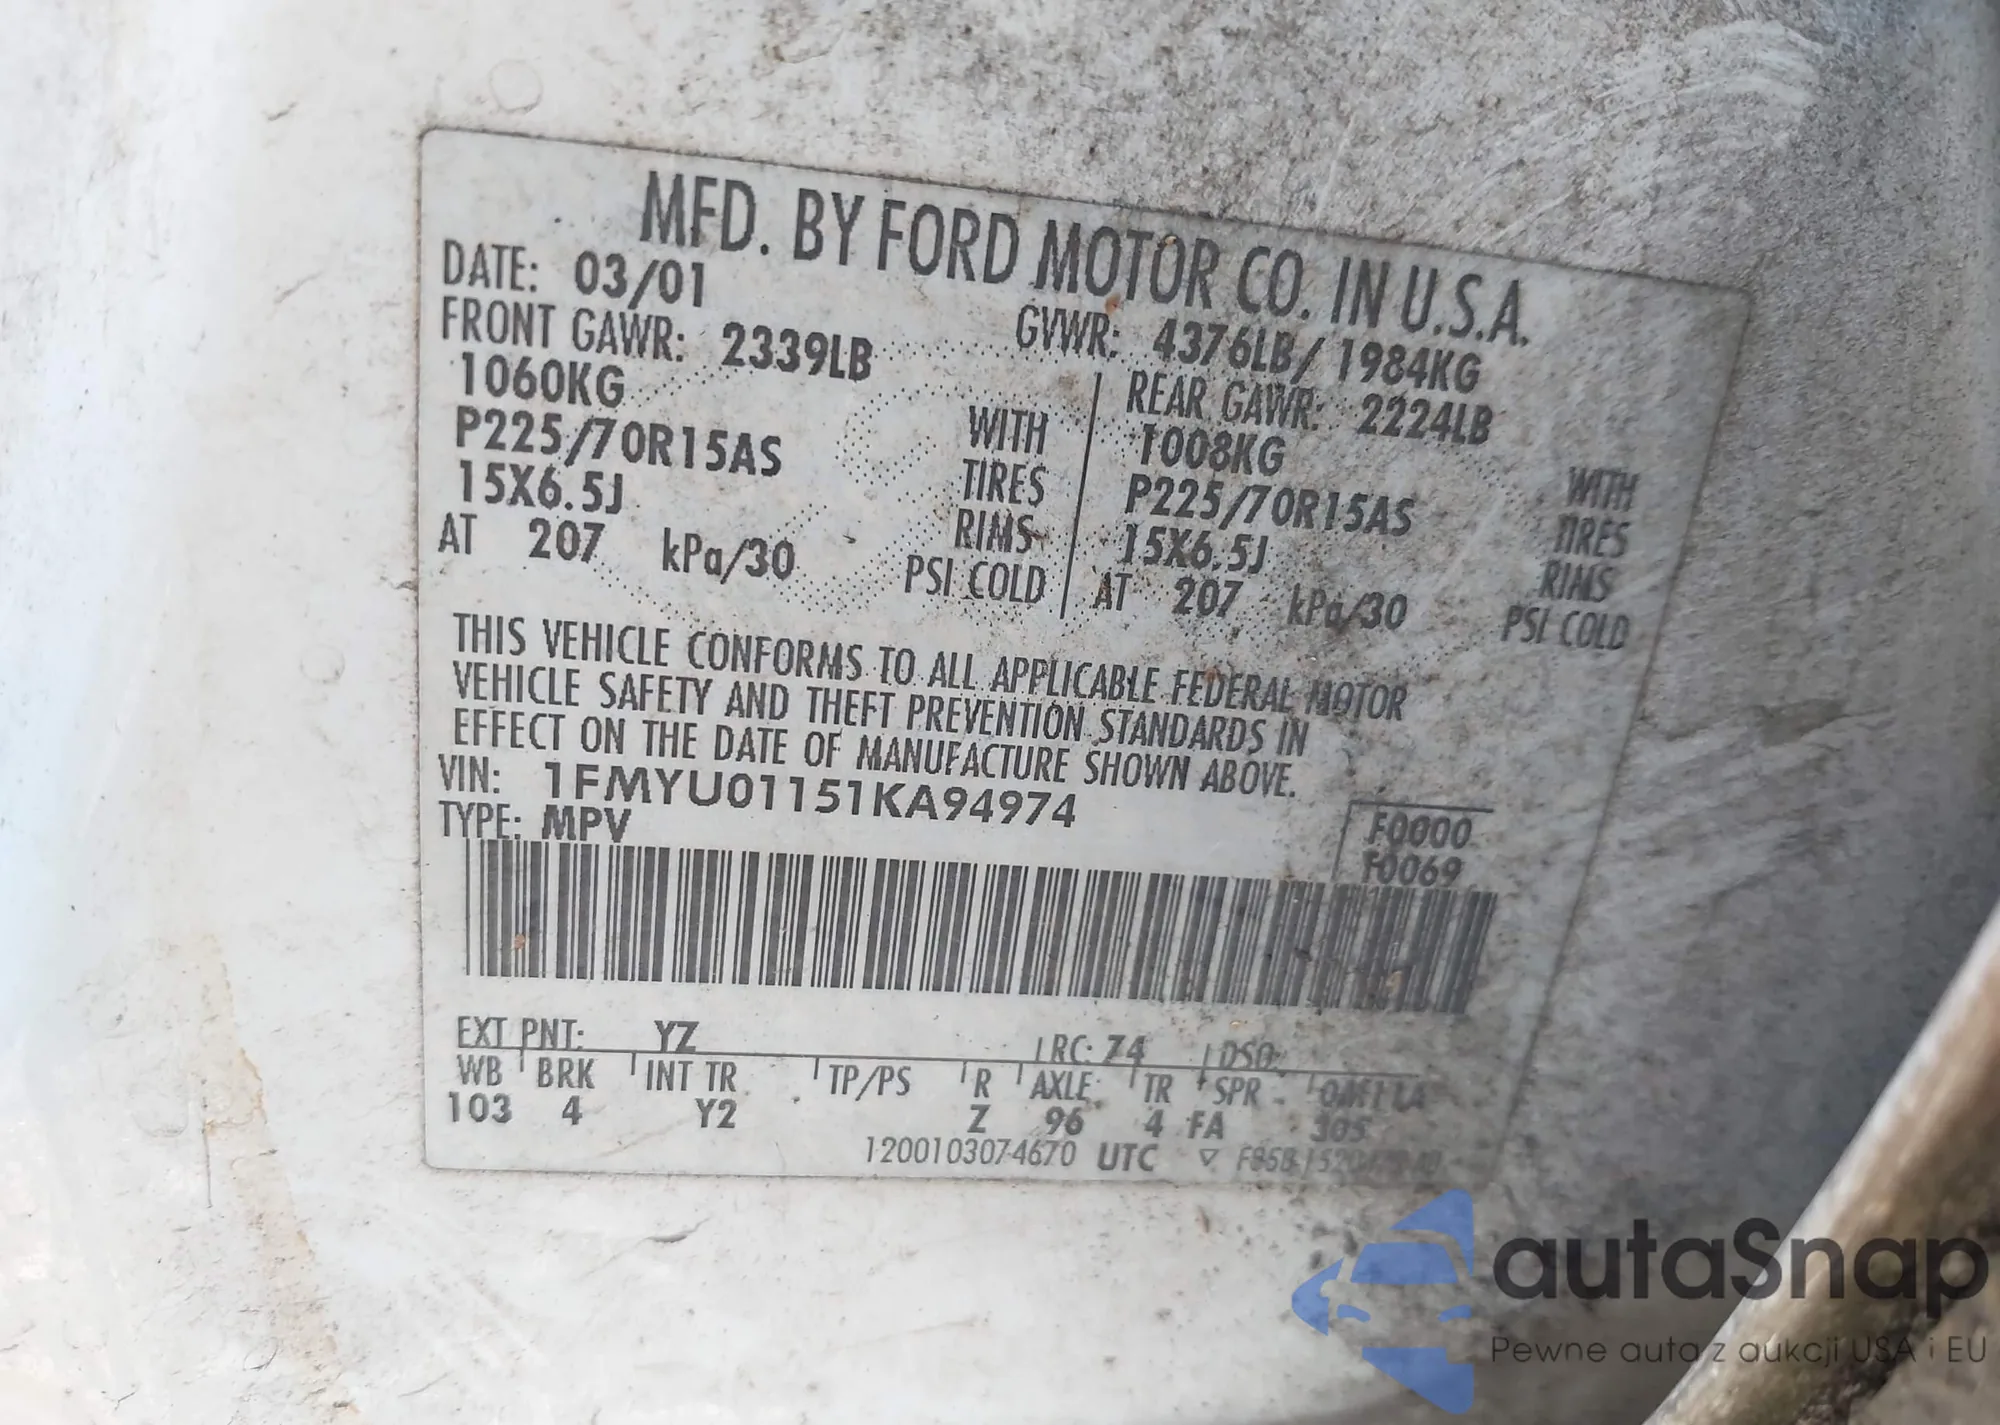 MFD. BY FORD MOTOR CO. IN U.S.A.
DATE: 03/01 GVWR: 4376LB/ 1984KG
FRONT GAWR: 2339LB REAR GAWR: 2224LB
1060KG WITH 1008KG WITH
P225/70R15AS TIRES P225/70R15AS TIRES
15X6.5J RIMS 15X6.5J RIMS
AT 207 kPa/30 PSI COLD AT 207 kPa/30 PSI COLD
THIS VEHICLE CONFORMS TO ALL APPLICABLE FEDERAL MOTOR
VEHICLE SAFETY AND THEFT PREVENTION STANDARDS IN
EFFECT ON THE DATE OF MANUFACTURE SHOWN ABOVE.
VIN: 1FMYU01151KA94974
TYPE: MPV
F0000
F0069
EXT PNT: YZ RC: 74 DSO:
WB BRK INT TR TP/PS R AXLE TR SPR
103 4 Y2 Z 96 4 FA 305
1200103074670 UTC
autaSnap
Pewne auta z aukcji USA i EU